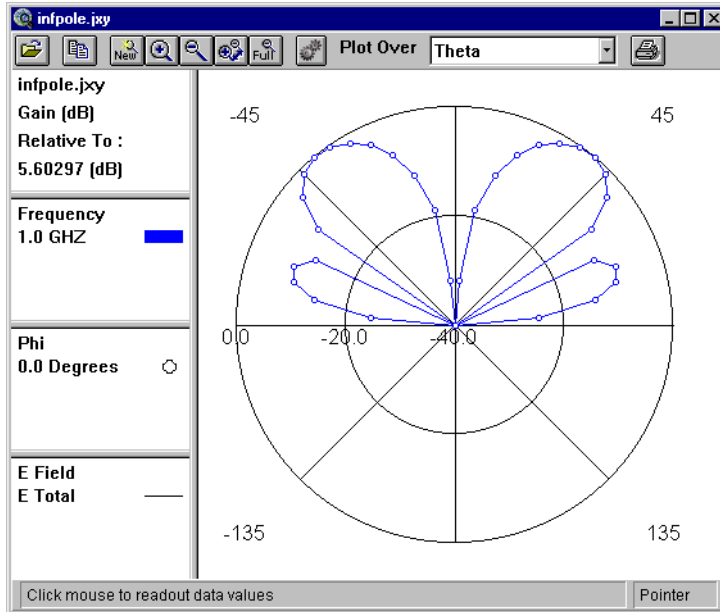 infpole.jxy
New
Full
Plot Over
Theta
infpole.jxy
Gain (dB)
Relative To :
5.60297 (dB)
Frequency
1.0 GHZ
Phi
0.0 Degrees
E Field
E Total
-45
45
0.0
-20.0
-40.0
-135
135
Click mouse to readout data values
Pointer